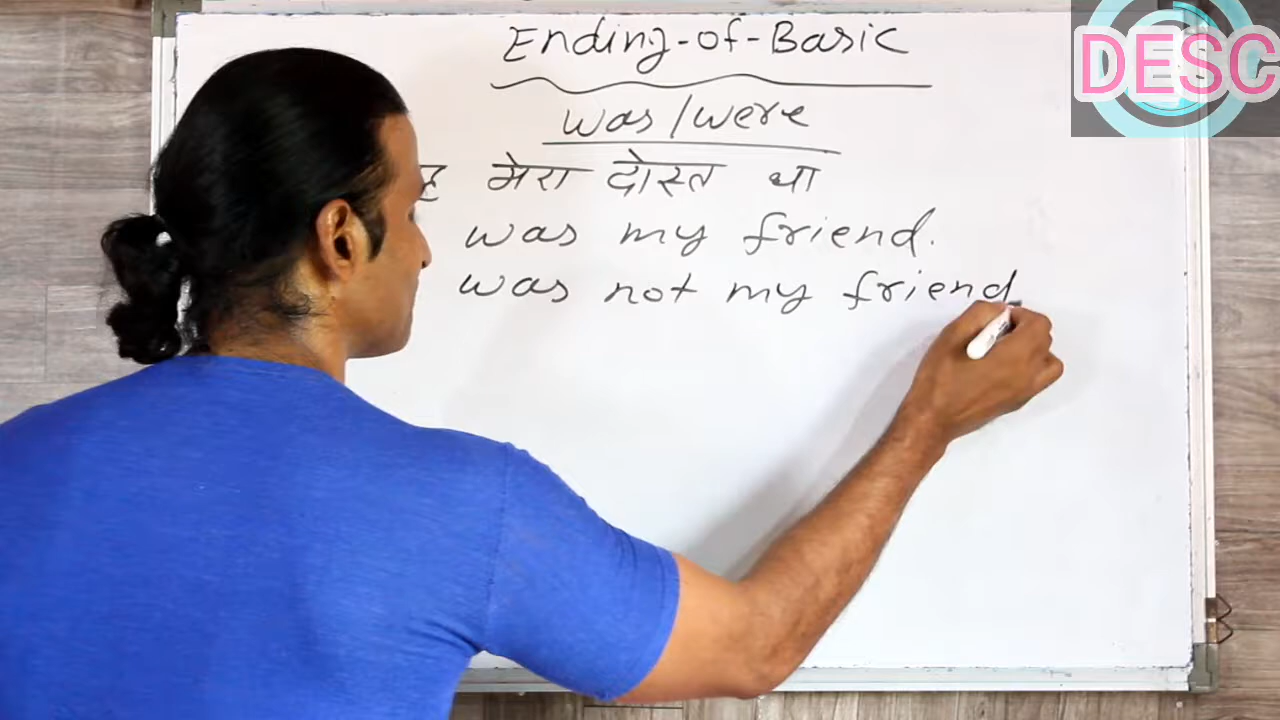 Ending-of-Basic
DESC
was/were
मेरा दोस्त था
was my friend.
was not my friend